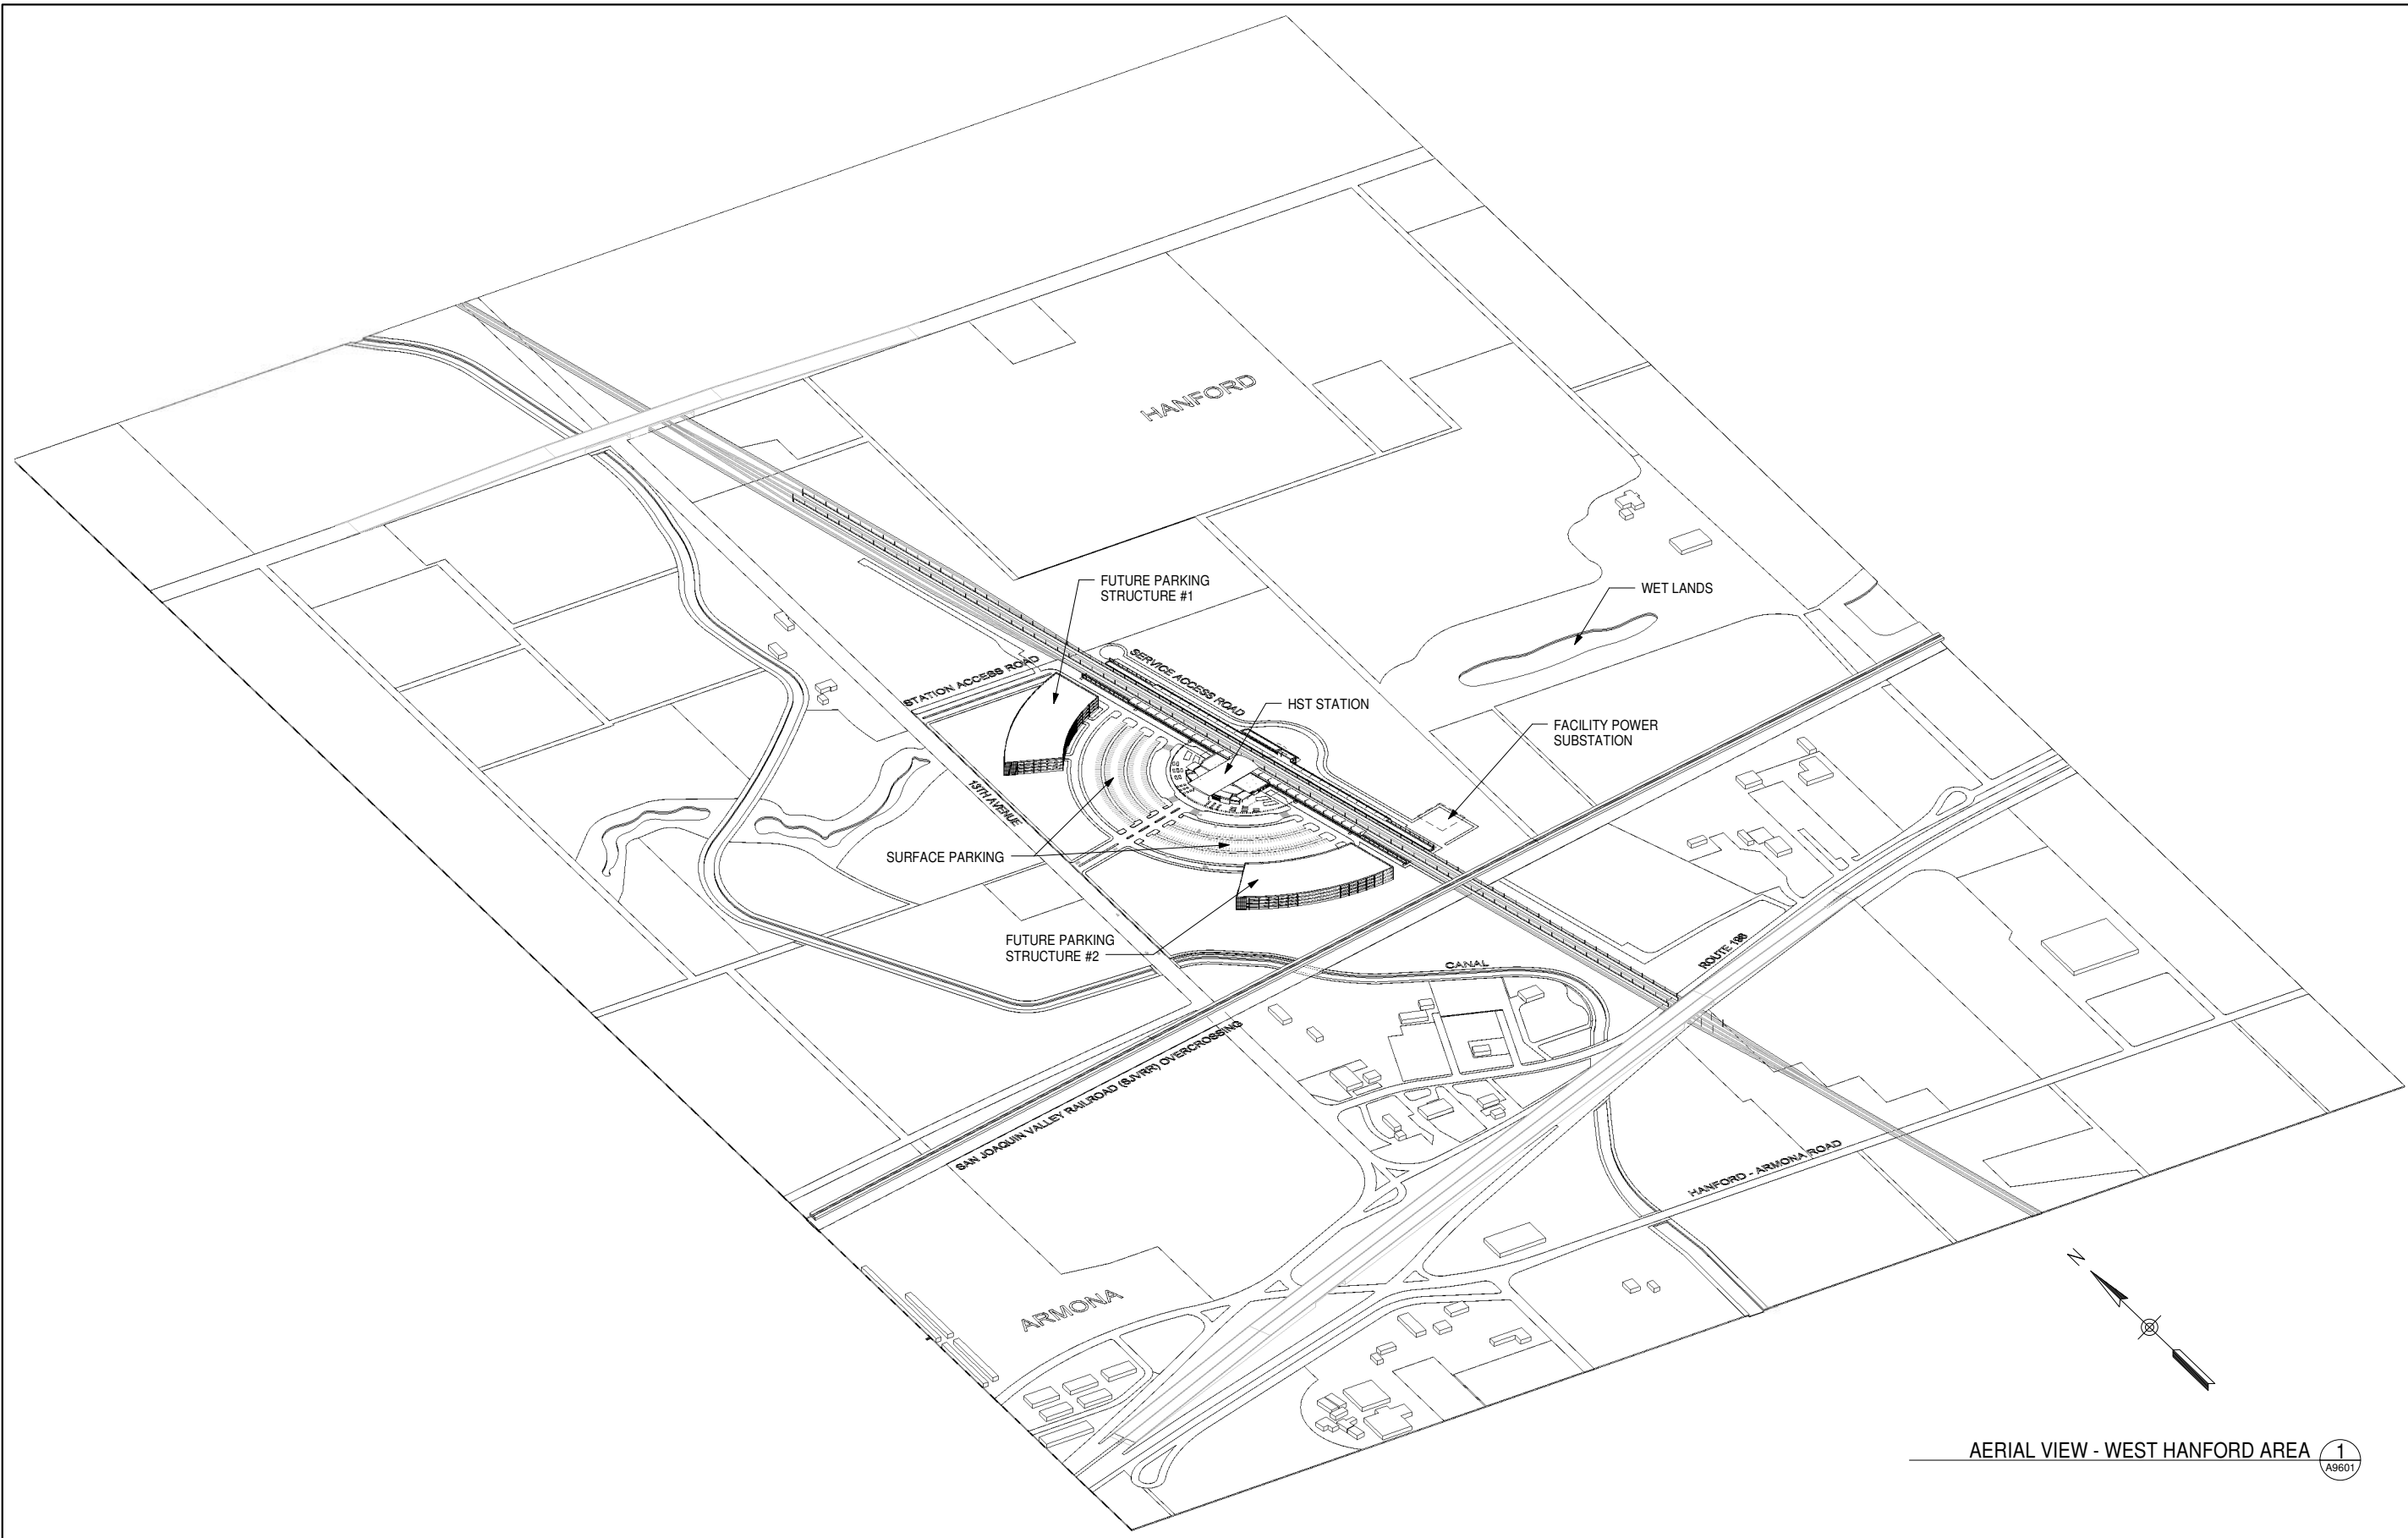 HANFORD
FUTURE PARKING
STRUCTURE #1
WET LANDS
STATION ACCESS ROAD
SERVICE ACCESS ROAD
HST STATION
FACILITY POWER
SUBSTATION
13TH AVENUE
SURFACE PARKING
FUTURE PARKING
STRUCTURE #2
CANAL
ROUTE 198
SAN JOAQUIN VALLEY RAILROAD (SJVRR) OVERCROSSING
HANFORD - ARMONA ROAD
ARMONA
N
AERIAL VIEW - WEST HANFORD AREA
1
A9601